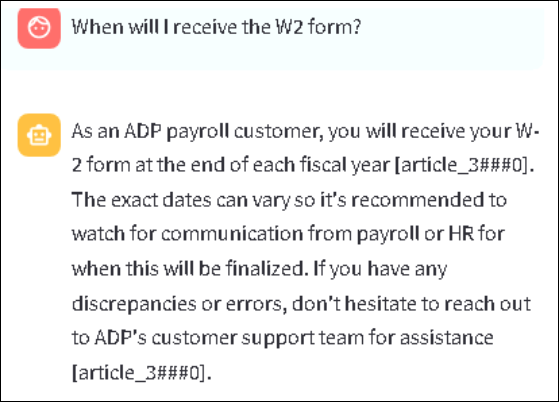 When will I receive the W2 form?
As an ADP payroll customer, you will receive your W-
2 form at the end of each fiscal year [article_3###0].
The exact dates can vary so it's recommended to
watch for communication from payroll or HR for
when this will be finalized. If you have any
discrepancies or errors, don't hesitate to reach out
to ADP's customer support team for assistance
[article_3###0].